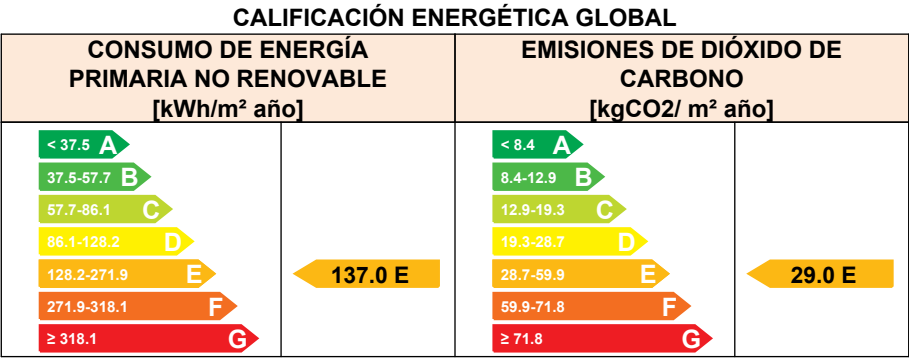 CALIFICACIÓN ENERGÉTICA GLOBAL
CONSUMO DE ENERGÍA
PRIMARIA NO RENOVABLE
[kWh/m² año]
EMISIONES DE DIÓXIDO DE
CARBONO
[kgCO2/ m² año]
< 37.5 A
37.5-57.7 B
57.7-86.1 C
86.1-128.2 D
128.2-271.9 E
271.9-318.1 F
≥ 318.1 G
137.0 E
< 8.4 A
8.4-12.9 B
12.9-19.3 C
19.3-28.7 D
28.7-59.9 E
59.9-71.8 F
≥ 71.8 G
29.0 E